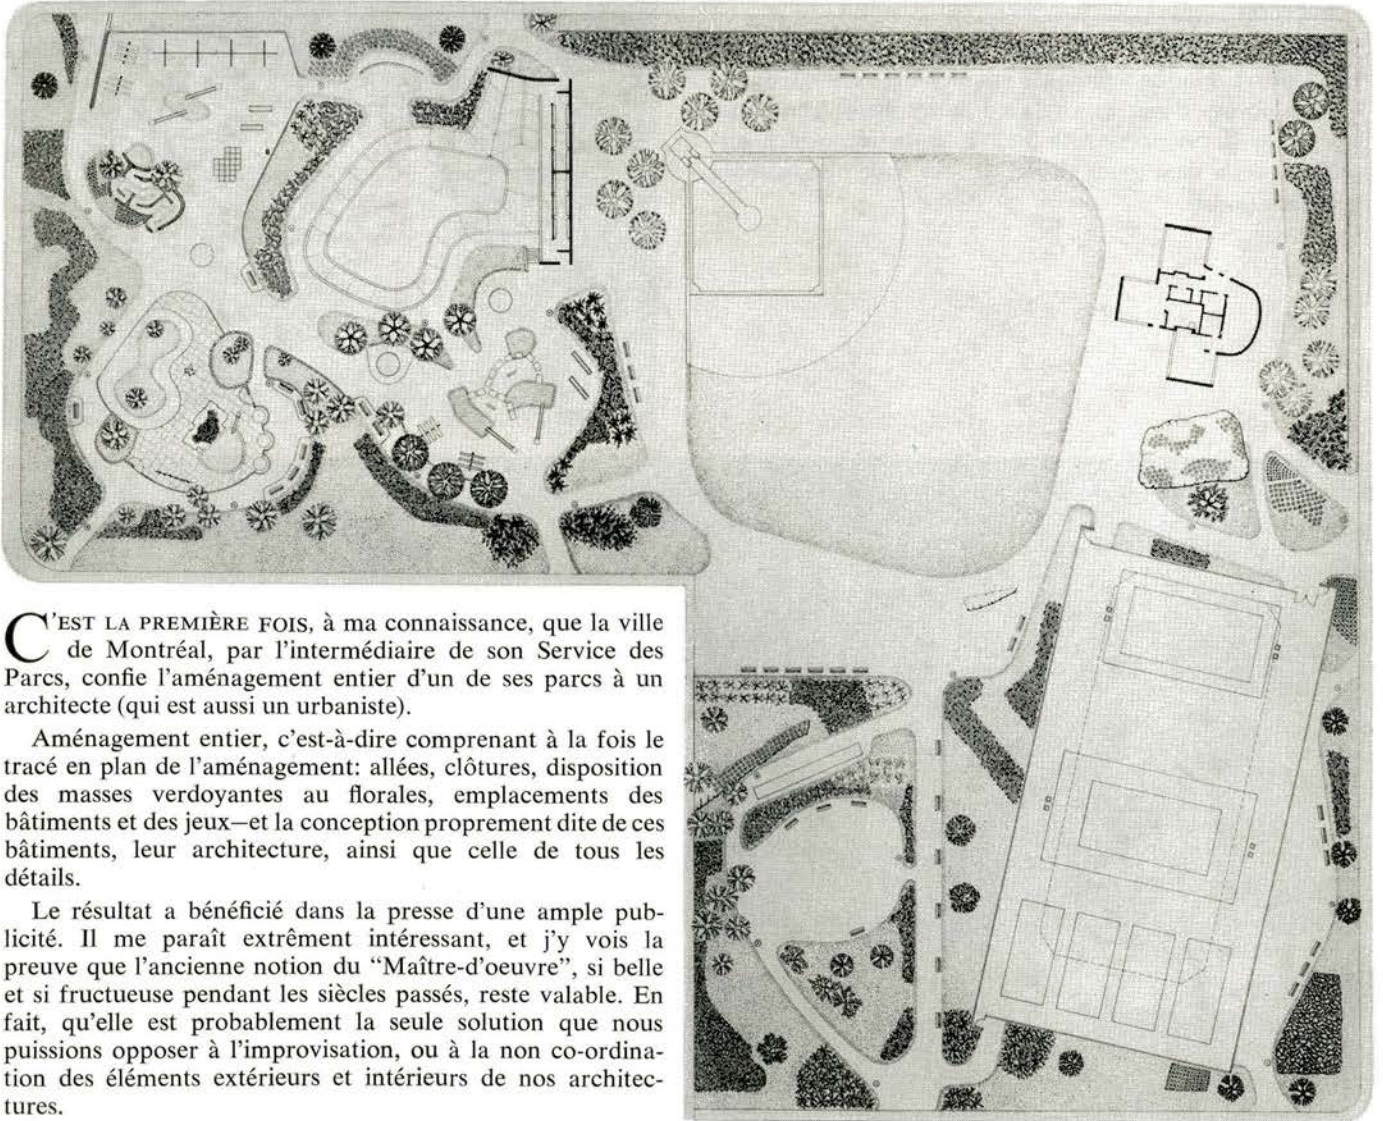 C'EST LA PREMIÈRE FOIS, à ma connaissance, que la ville
de Montréal, par l'intermédiaire de son Service des
Parcs, confie l'aménagement entier d'un de ses parcs à un
architecte (qui est aussi un urbaniste).
Aménagement entier, c'est-à-dire comprenant à la fois le
tracé en plan de l'aménagement: allées, clôtures, disposition
des masses verdoyantes au florales, emplacements des
bâtiments et des jeux—et la conception proprement dite de ces
bâtiments, leur architecture, ainsi que celle de tous les
détails.
Le résultat a bénéficié dans la presse d'une ample pub-
licité. Il me paraît extrêment intéressant, et j'y vois la
preuve que l'ancienne notion du “Maître-d'oeuvre”, si belle
et si fructueuse pendant les siècles passés, reste valable. En
fait, qu'elle est probablement la seule solution que nous
puissions opposer à l'improvisation, ou à la non co-ordina-
tion des éléments extérieurs et intérieurs de nos architec-
tures.